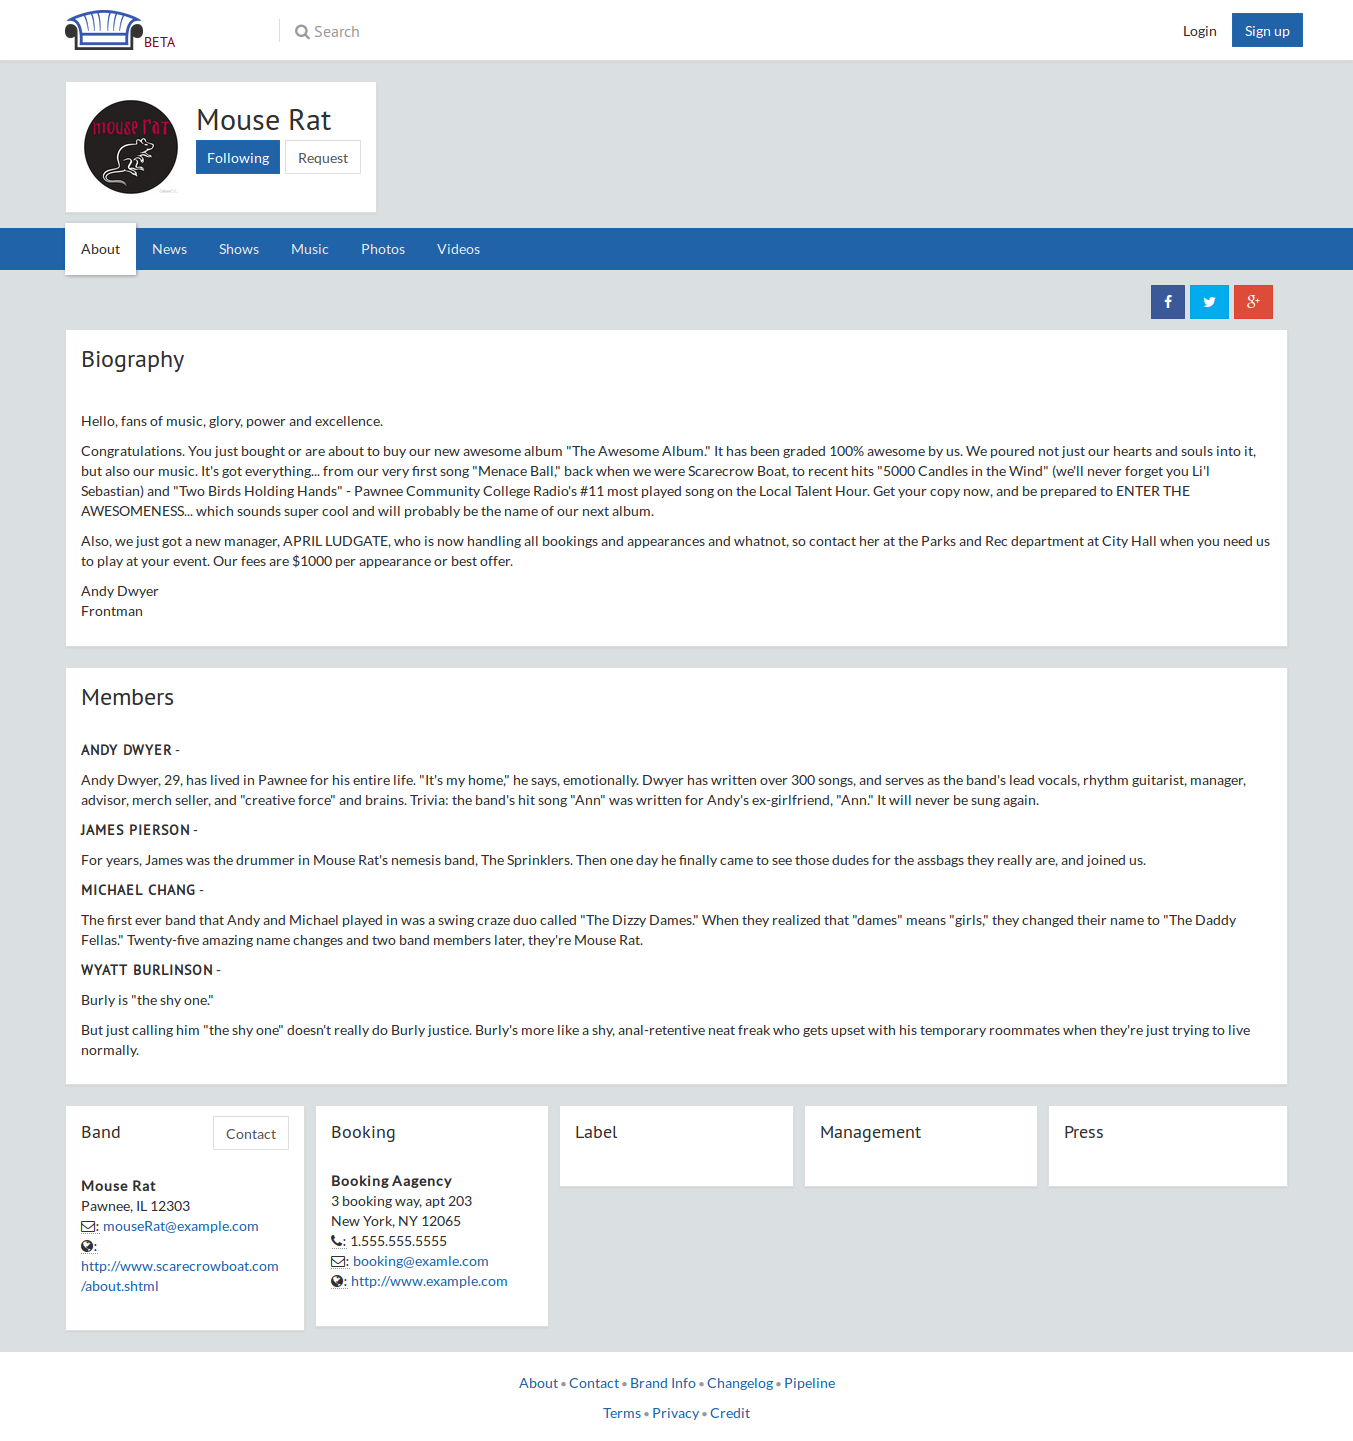 BETA
Search
Login
Sign up
mouse rat
Mouse Rat
Following
Request
About
News
Shows
Music
Photos
Videos
Biography
Hello, fans of music, glory, power and excellence.
Congratulations. You just bought or are about to buy our new awesome album "The Awesome Album." It has been graded 100% awesome by us. We poured not just our hearts and souls into it,
but also our music. It's got everything... from our very first song "Menace Ball," back when we were Scarecrow Boat, to recent hits "5000 Candles in the Wind" (we'll never forget you Li'l
Sebastian) and "Two Birds Holding Hands" - Pawnee Community College Radio's #11 most played song on the Local Talent Hour. Get your copy now, and be prepared to ENTER THE
AWESOMENESS... which sounds super cool and will probably be the name of our next album.
Also, we just got a new manager, APRIL LUDGATE, who is now handling all bookings and appearances and whatnot, so contact her at the Parks and Rec department at City Hall when you need us
to play at your event. Our fees are $1000 per appearance or best offer.
Andy Dwyer
Frontman
Members
ANDY DWYER -
Andy Dwyer, 29, has lived in Pawnee for his entire life. "It's my home," he says, emotionally. Dwyer has written over 300 songs, and serves as the band's lead vocals, rhythm guitarist, manager,
advisor, merch seller, and "creative force" and brains. Trivia: the band's hit song "Ann" was written for Andy's ex-girlfriend, "Ann." It will never be sung again.
JAMES PIERSON -
For years, James was the drummer in Mouse Rat's nemesis band, The Sprinklers. Then one day he finally came to see those dudes for the assbags they really are, and joined us.
MICHAEL CHANG -
The first ever band that Andy and Michael played in was a swing craze duo called "The Dizzy Dames." When they realized that "dames" means "girls," they changed their name to "The Daddy
Fellas." Twenty-five amazing name changes and two band members later, they're Mouse Rat.
WYATT BURLINSON -
Burly is "the shy one."
But just calling him "the shy one" doesn't really do Burly justice. Burly's more like a shy, anal-retentive neat freak who gets upset with his temporary roommates when they're just trying to live
normally.
Band
Contact
Mouse Rat
Pawnee, IL 12303
: mouseRat@example.com
:
http://www.scarecrowboat.com
/about.shtml
Booking
Booking Aagency
3 booking way, apt 203
New York, NY 12065
: 1.555.555.5555
: booking@examle.com
: http://www.example.com
Label
Management
Press
About • Contact • Brand Info • Changelog • Pipeline
Terms • Privacy • Credit